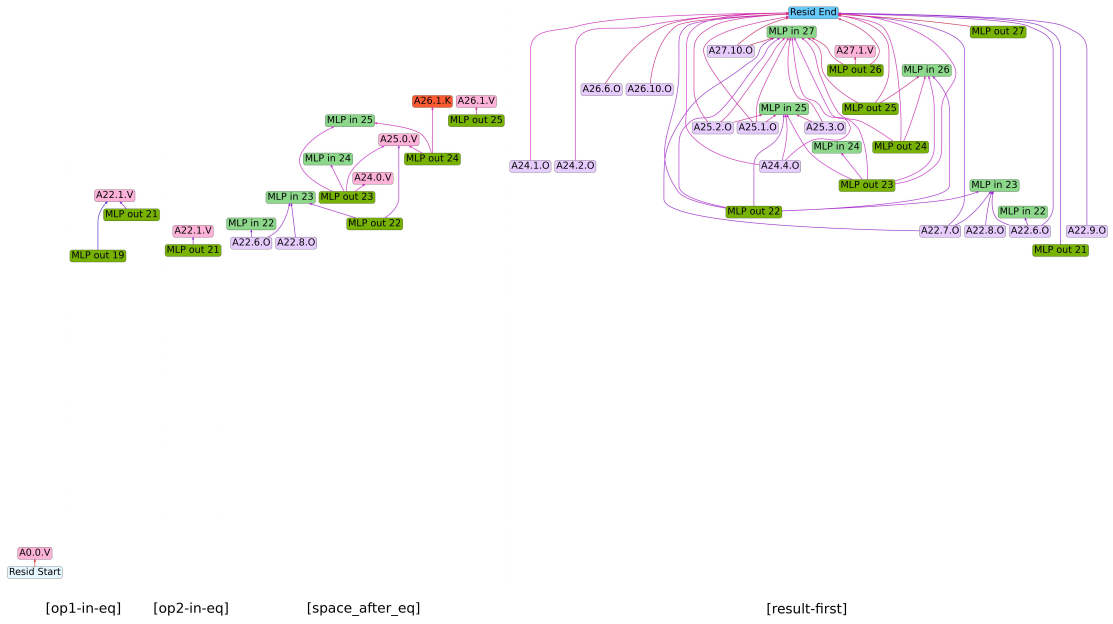 Resid End
MLP in 27
MLP out 27
A27.10.O
A27.1.V
MLP out 26
MLP in 26
A26.6.O
A26.10.O
A26.1.K
A26.1.V
MLP out 25
MLP in 25
MLP out 25
MLP in 25
A25.2.O
A25.1.O
A25.3.O
A25.0.V
MLP in 24
MLP out 24
MLP in 24
MLP out 24
A24.1.O
A24.2.O
A24.4.O
A24.0.V
MLP out 23
MLP in 23
MLP in 23
MLP out 23
A22.1.V
MLP out 21
MLP out 22
MLP out 22
MLP in 22
MLP in 22
A22.1.V
A22.6.O
A22.8.O
A22.7.O
A22.8.O
A22.6.O
A22.9.O
MLP out 19
MLP out 21
MLP out 21
A0.0.V
Resid Start
[op1-in-eq]
[op2-in-eq]
[space_after_eq]
[result-first]